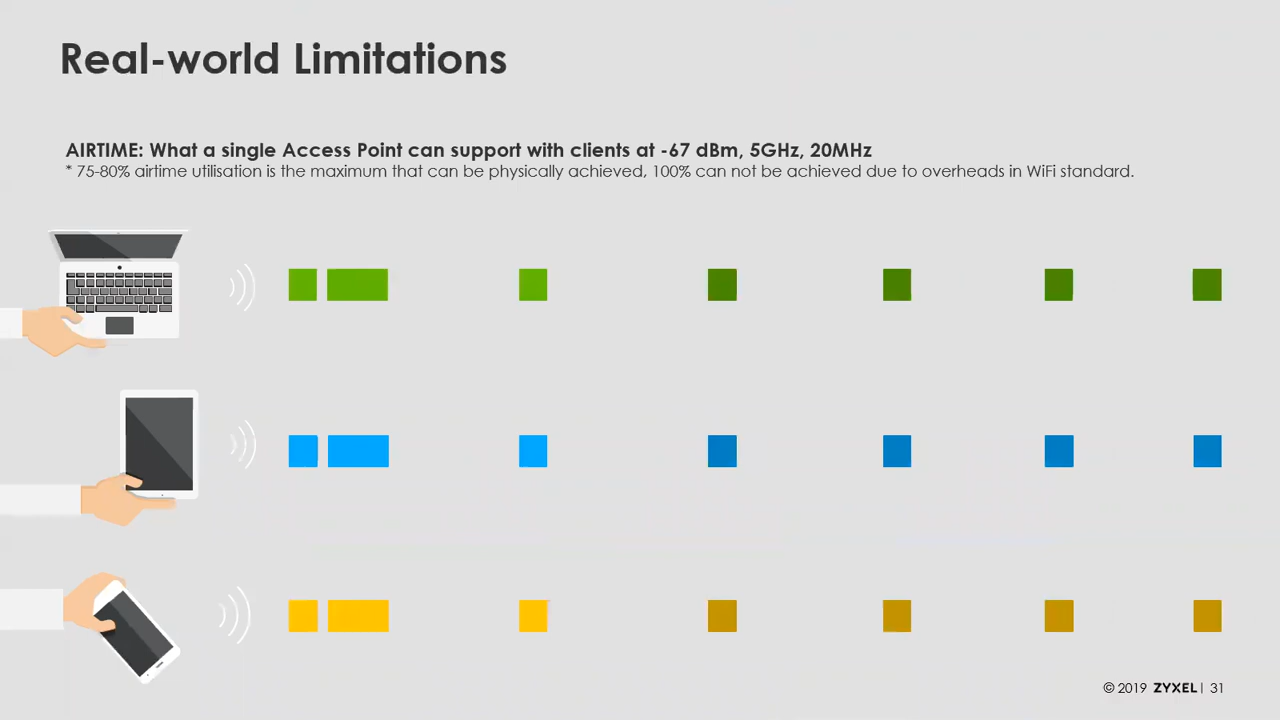 Real-world Limitations
AIRTIME: What a single Access Point can support with clients at -67 dBm, 5GHz, 20MHz
* 75-80% airtime utilisation is the maximum that can be physically achieved, 100% can not be achieved due to overheads in WiFi standard.
© 2019 ZYXEL | 31